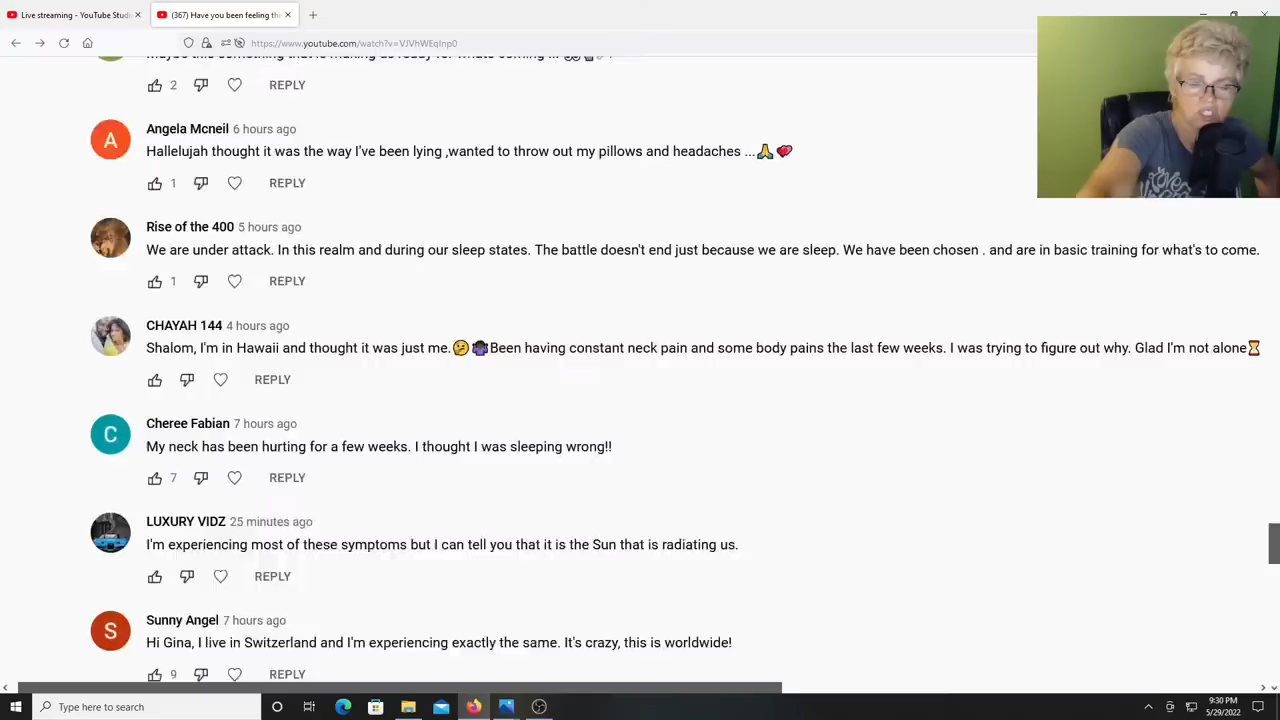 Live streaming - YouTube Stud
(367) Have you been feeling the
https://www.youtube.com/watch?v=VJVhWEqlnp0
2 REPLY
Angela Mcneil 6 hours ago
Hallelujah thought it was the way I've been lying ,wanted to throw out my pillows and headaches ...🙏💖
1 REPLY
Rise of the 400 5 hours ago
We are under attack. In this realm and during our sleep states. The battle doesn't end just because we are sleep. We have been chosen . and are in basic training for what's to come.
1 REPLY
CHAYAH 144 4 hours ago
Shalom, I'm in Hawaii and thought it was just me.🤔🤷🏿‍♀️Been having constant neck pain and some body pains the last few weeks. I was trying to figure out why. Glad I'm not alone⏳
REPLY
C
Cheree Fabian 7 hours ago
My neck has been hurting for a few weeks. I thought I was sleeping wrong!!
7 REPLY
LUXURY VIDZ 25 minutes ago
I'm experiencing most of these symptoms but I can tell you that it is the Sun that is radiating us.
REPLY
S
Sunny Angel 7 hours ago
Hi Gina, I live in Switzerland and I'm experiencing exactly the same. It's crazy, this is worldwide!
9 REPLY
Type here to search
9:30 PM
5/29/2022